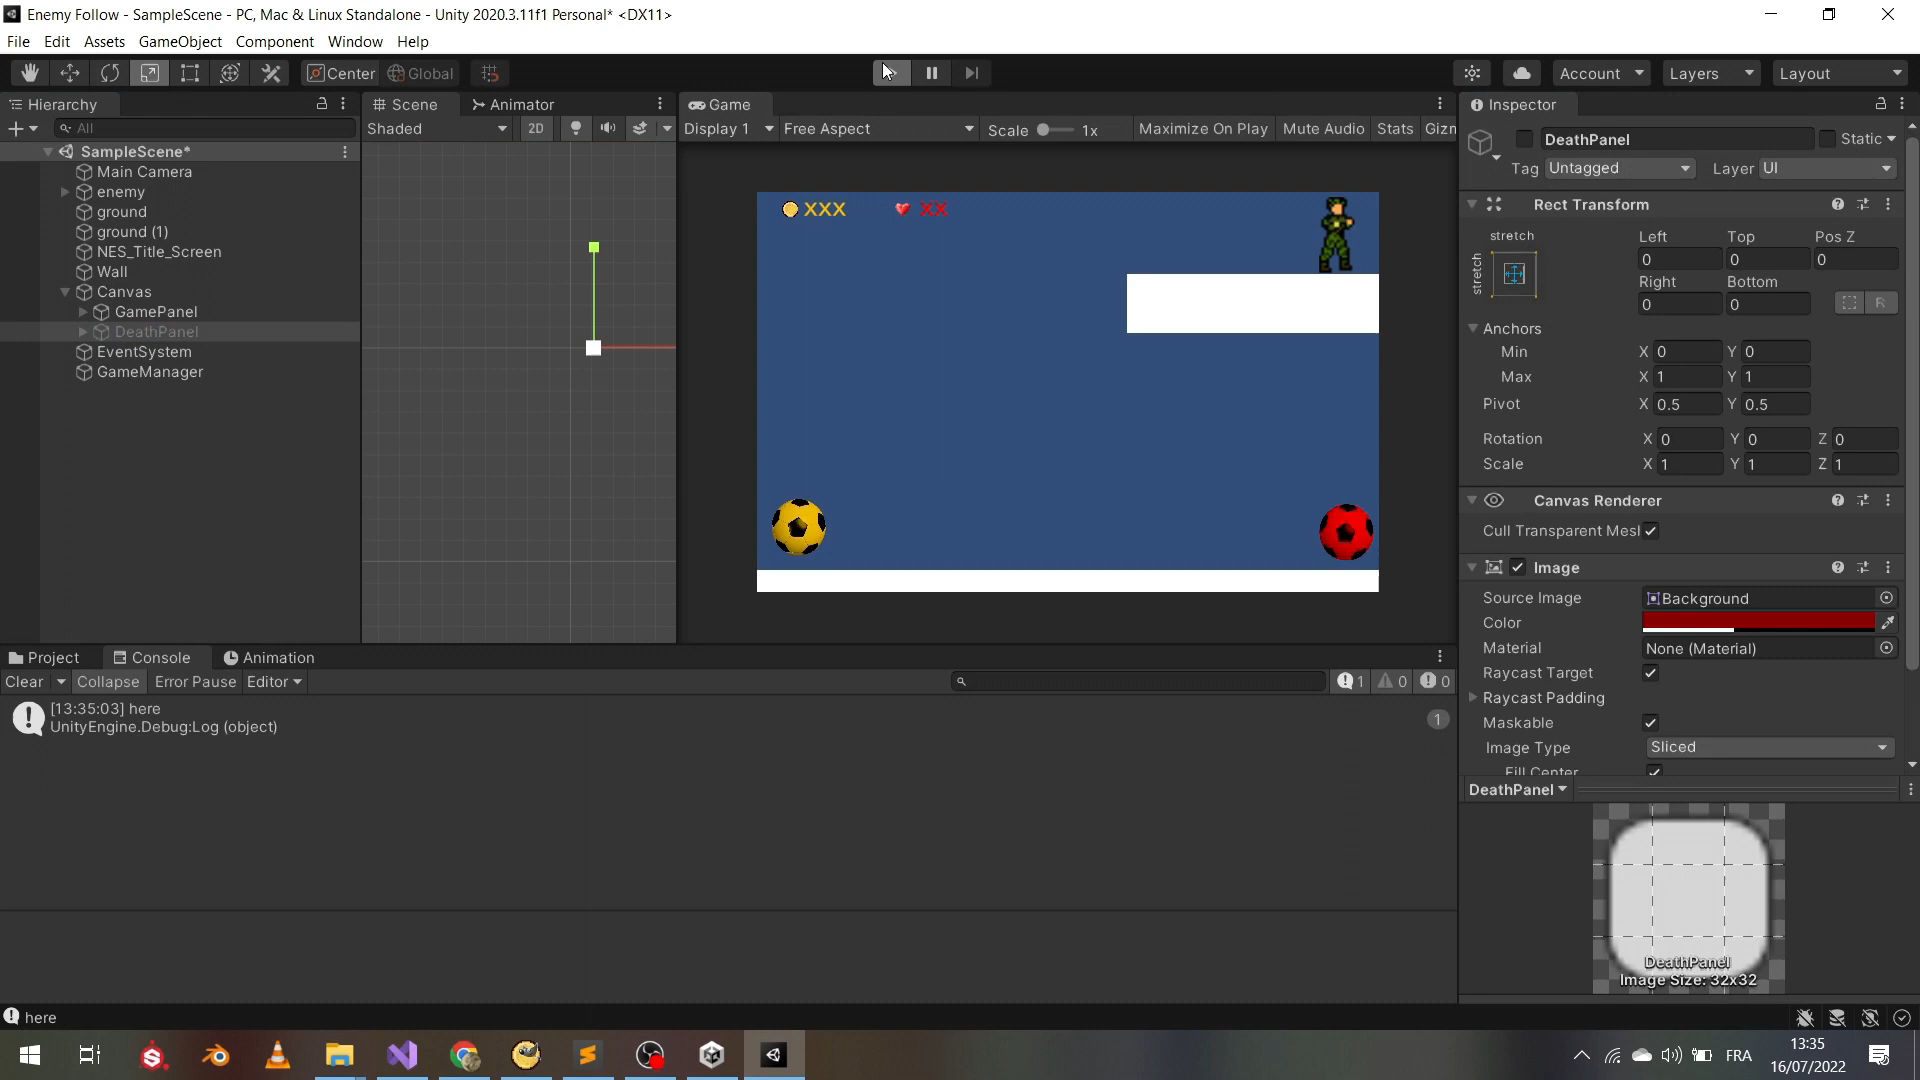 Enemy Follow - SampleScene - PC, Mac & Linux Standalone - Unity 2020.3.11f1 Personal* <DX11>
File Edit Assets GameObject Component Window Help
Center Global Account Layers Layout
Hierarchy Scene Animator Game Inspector
All Shaded 2D Display 1 Free Aspect Scale 1x Maximize On Play Mute Audio Stats Gizn
DeathPanel Static
Tag Untagged Layer UI
SampleScene*
Main Camera
enemy
ground
ground (1)
NES_Title_Screen
Wall
Canvas
GamePanel
DeathPanel
EventSystem
GameManager
XXX XX
Rect Transform
stretch
stretch
Left Top Pos Z
0 0 0
Right Bottom
0 0 R
Anchors
Min X 0 Y 0
Max X 1 Y 1
Pivot X 0.5 Y 0.5
Rotation X 0 Y 0 Z 0
Scale X 1 Y 1 Z 1
Canvas Renderer
Cull Transparent Mesl
Image
Source Image Background
Color
Material None (Material)
Raycast Target
Raycast Padding
Maskable
Image Type Sliced
Fill Center
DeathPanel
DeathPanel
Image Size: 32x32
Project Console Animation
Clear Collapse Error Pause Editor 1 0 0
[13:35:03] here
UnityEngine.Debug:Log (object)
1
here
FRA
13:35
16/07/2022